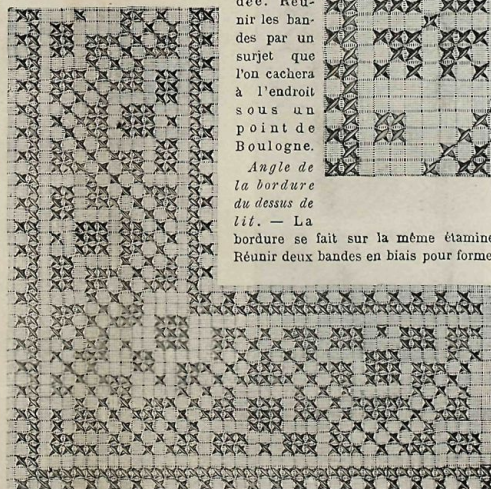 dée. Réu-
nir les ban-
des par un
surjet que
l'on cachera
à l'endroit
sous un
point de
Boulogne.
Angle de
la bordure
du dessus de
lit. — La
bordure se fait sur la même étamine
Réunir deux bandes en biais pour forme